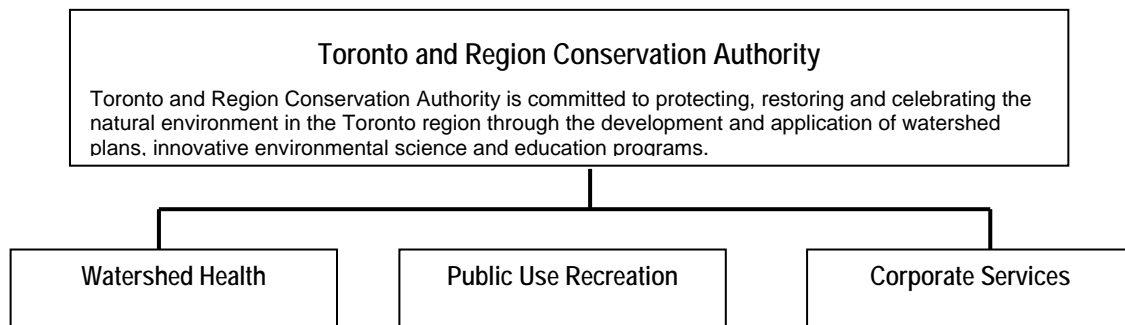 Toronto and Region Conservation Authority
Toronto and Region Conservation Authority is committed to protecting, restoring and celebrating the
natural environment in the Toronto region through the development and application of watershed
plans, innovative environmental science and education programs.
Watershed Health
Public Use Recreation
Corporate Services